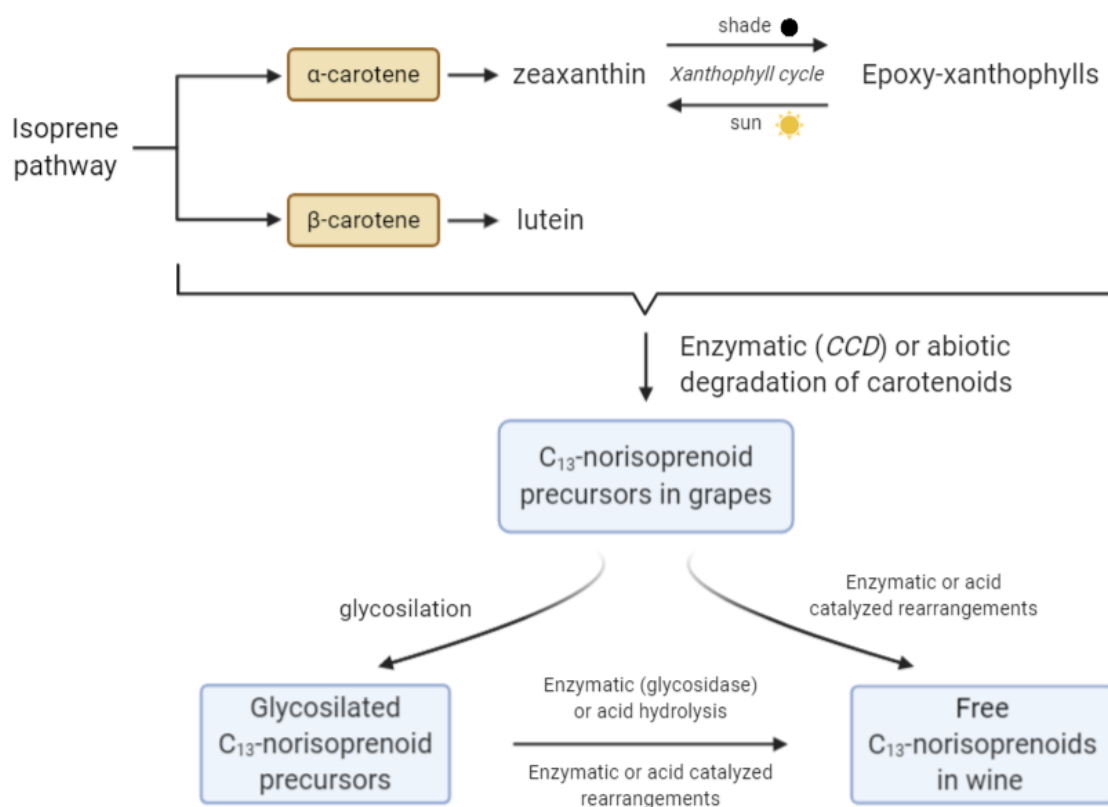 shade
α-carotene
zeaxanthin
Xanthophyll cycle
Epoxy-xanthophylls
sun
Isoprene
pathway
β-carotene
lutein
Enzymatic (CCD) or abiotic
degradation of carotenoids
C₁₃-norisoprenoid
precursors in grapes
glycosilation
Enzymatic or acid
catalyzed rearrangements
Glycosilated
C₁₃-norisoprenoid
precursors
Enzymatic (glycosidase)
or acid hydrolysis
Enzymatic or acid catalyzed
rearrangements
Free
C₁₃-norisoprenoids
in wine